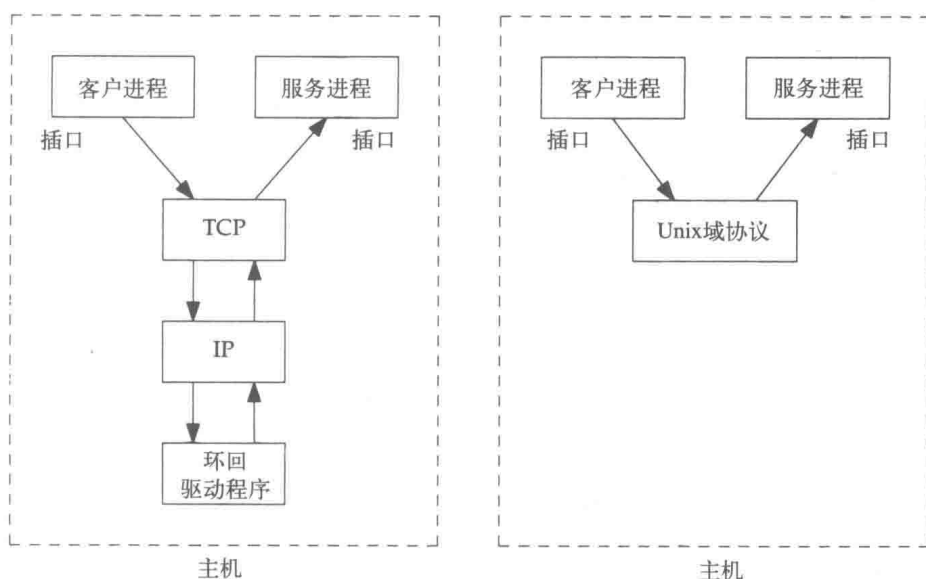 客户进程
服务进程
插口
插口
TCP
IP
环回
驱动程序
主机
客户进程
服务进程
插口
插口
Unix域协议
主机